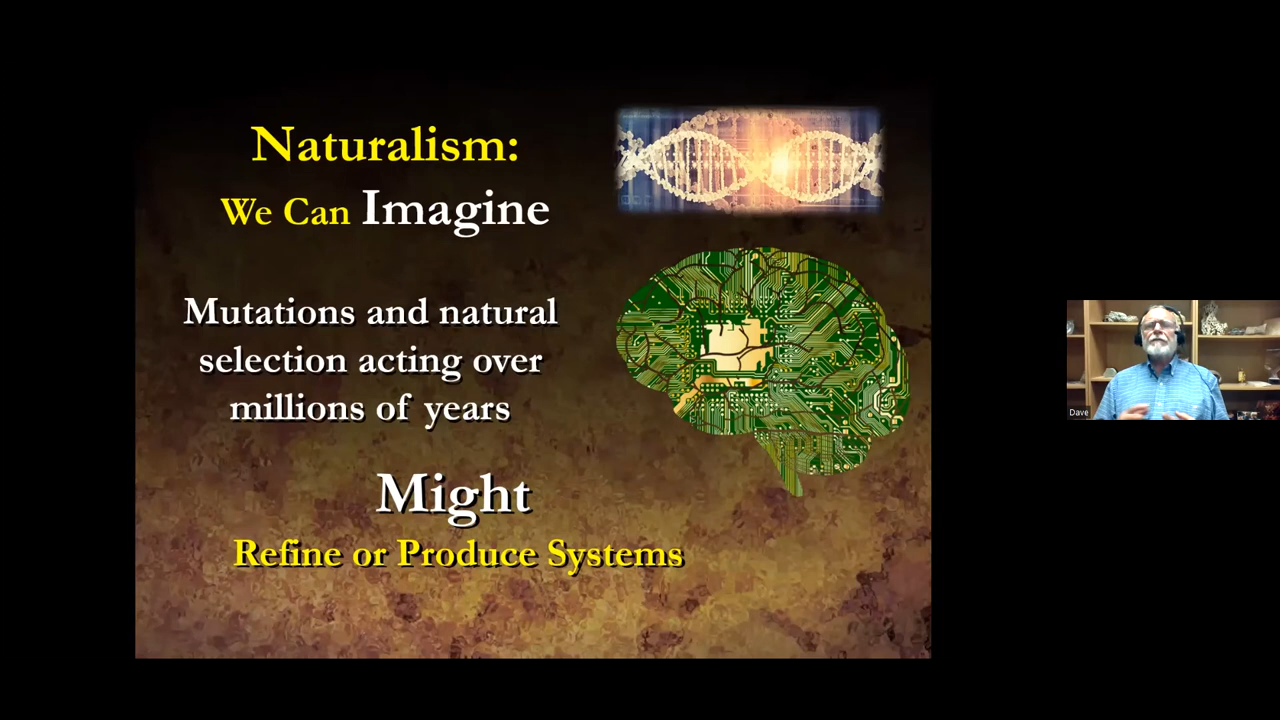 Naturalism:
We Can Imagine
Mutations and natural
selection acting over
millions of years
Might
Refine or Produce Systems
Dave